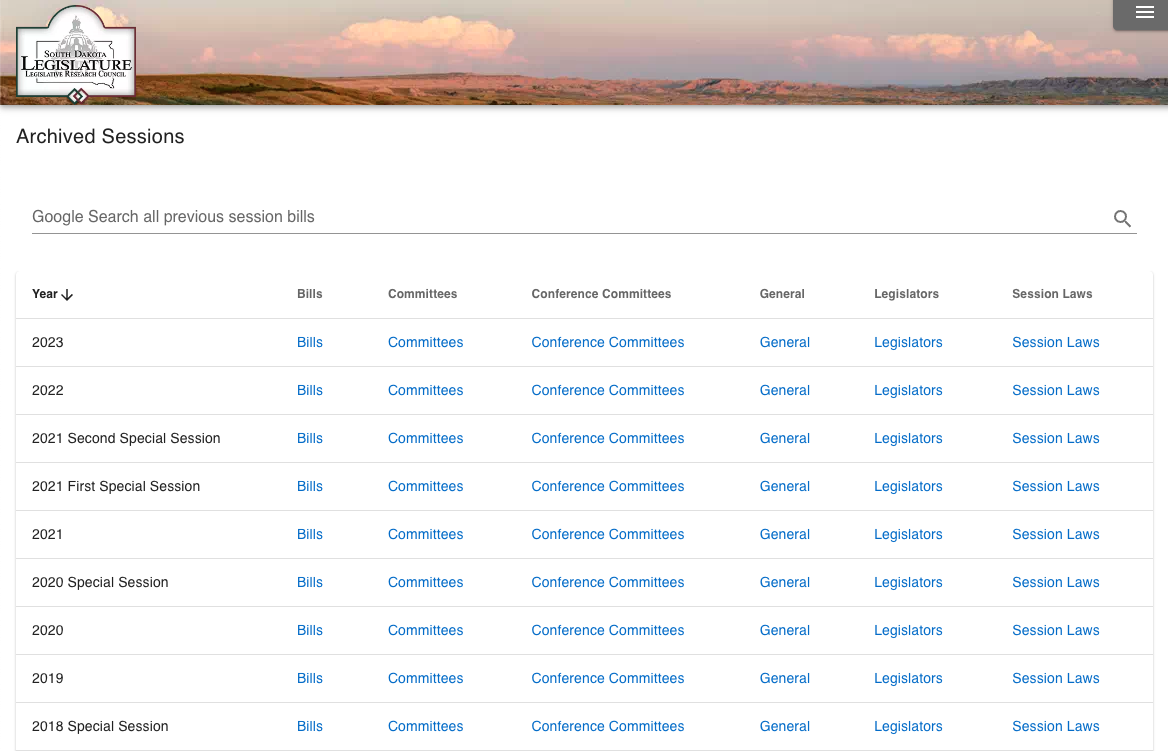 South Dakota
Legislature
Legislative Research Council
Archived Sessions
Google Search all previous session bills
Year Bills Committees Conference Committees General Legislators Session Laws
2023 Bills Committees Conference Committees General Legislators Session Laws
2022 Bills Committees Conference Committees General Legislators Session Laws
2021 Second Special Session Bills Committees Conference Committees General Legislators Session Laws
2021 First Special Session Bills Committees Conference Committees General Legislators Session Laws
2021 Bills Committees Conference Committees General Legislators Session Laws
2020 Special Session Bills Committees Conference Committees General Legislators Session Laws
2020 Bills Committees Conference Committees General Legislators Session Laws
2019 Bills Committees Conference Committees General Legislators Session Laws
2018 Special Session Bills Committees Conference Committees General Legislators Session Laws